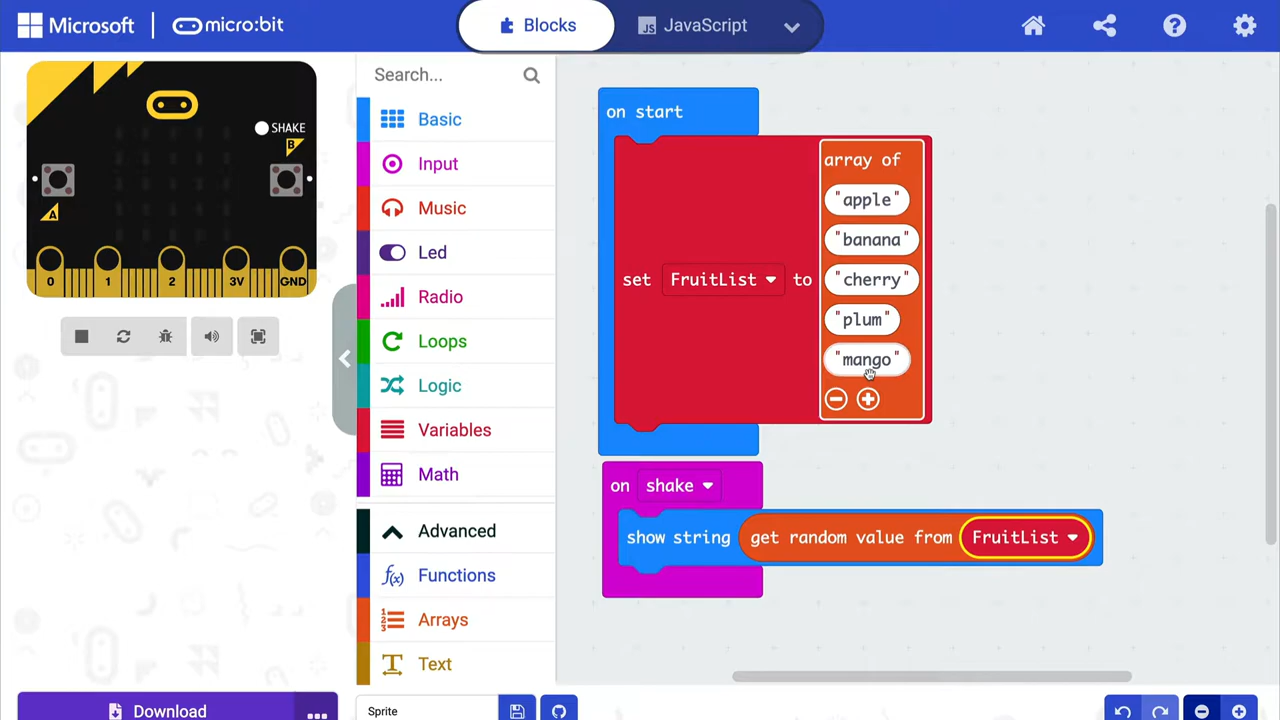 Microsoft | micro:bit
Blocks
JavaScript
SHAKE
B
A
0 1 2 3V GND
Search...
Basic
Input
Music
Led
Radio
Loops
Logic
Variables
Math
Advanced
Functions
Arrays
Text
on start
set FruitList to
array of
"apple"
"banana"
"cherry"
"plum"
"mango"
on shake
show string get random value from FruitList
Download ...
Sprite